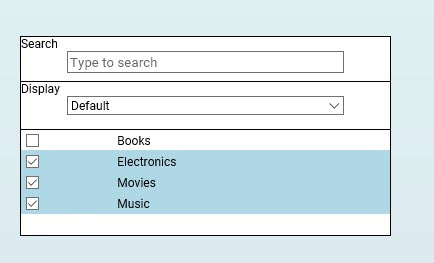 Search
Type to search
Display
Default
Books
Electronics
Movies
Music